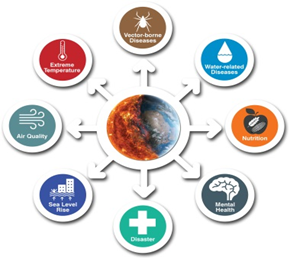 Vector-borne
Diseases
Extreme
Temperature
Water-related
Diseases
Air Quality
Nutrition
Sea Level
Rise
Mental
Health
Disaster